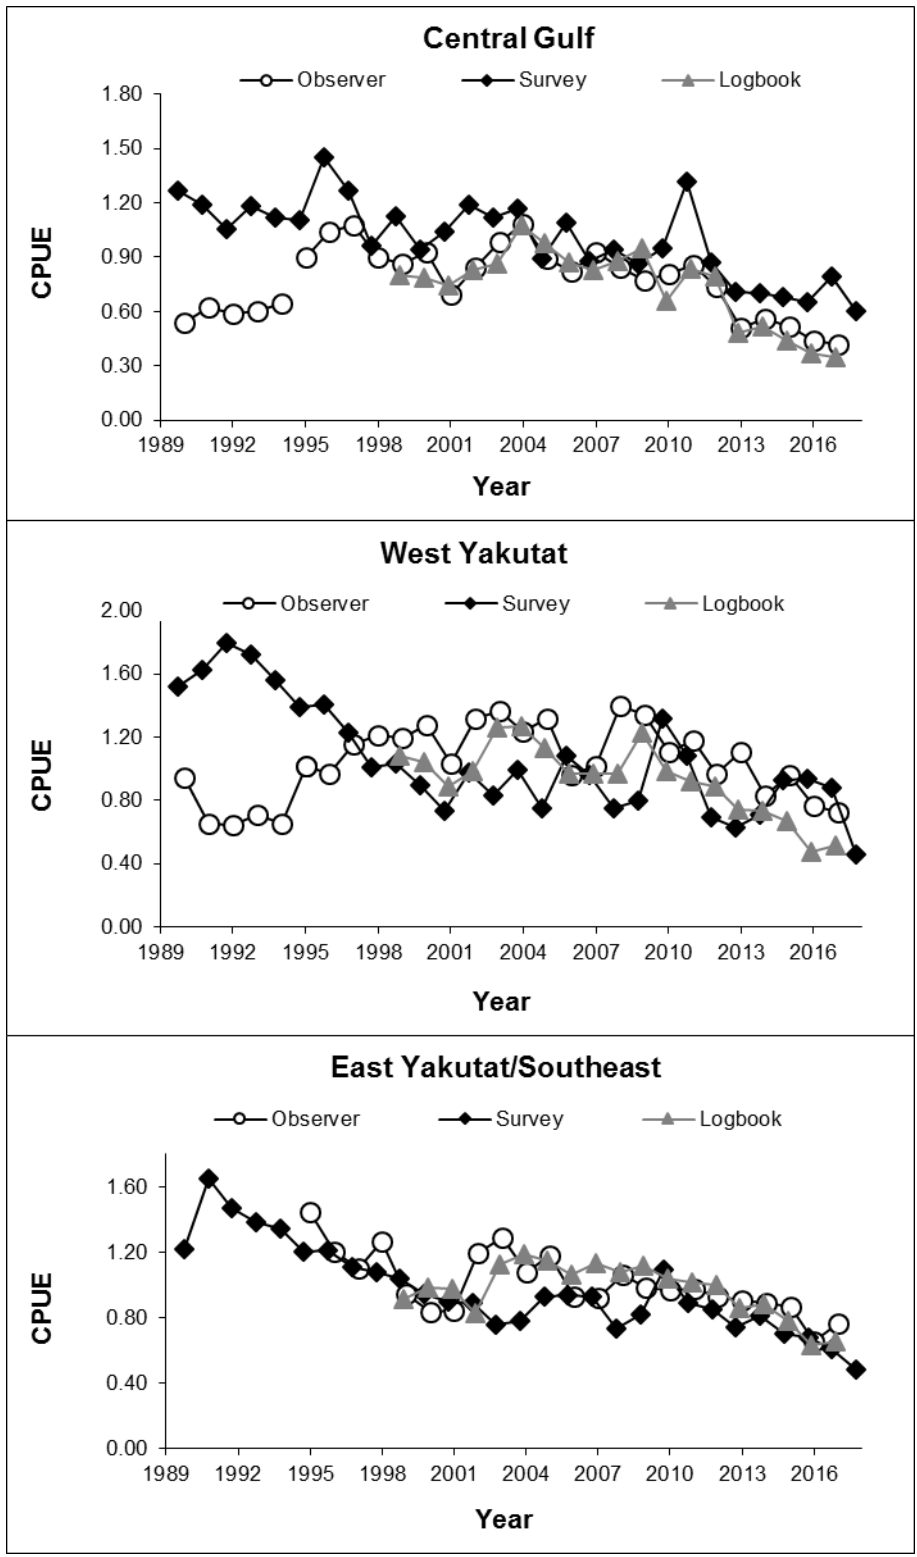 Central Gulf
Observer Survey Logbook
1.80
1.50
1.20
0.90
0.60
0.30
0.00
CPUE
1989 1992 1995 1998 2001 2004 2007 2010 2013 2016
Year
West Yakutat
Observer Survey Logbook
2.00
1.60
1.20
0.80
0.40
0.00
CPUE
1989 1992 1995 1998 2001 2004 2007 2010 2013 2016
Year
East Yakutat/Southeast
Observer Survey Logbook
1.60
1.20
0.80
0.40
0.00
CPUE
1989 1992 1995 1998 2001 2004 2007 2010 2013 2016
Year